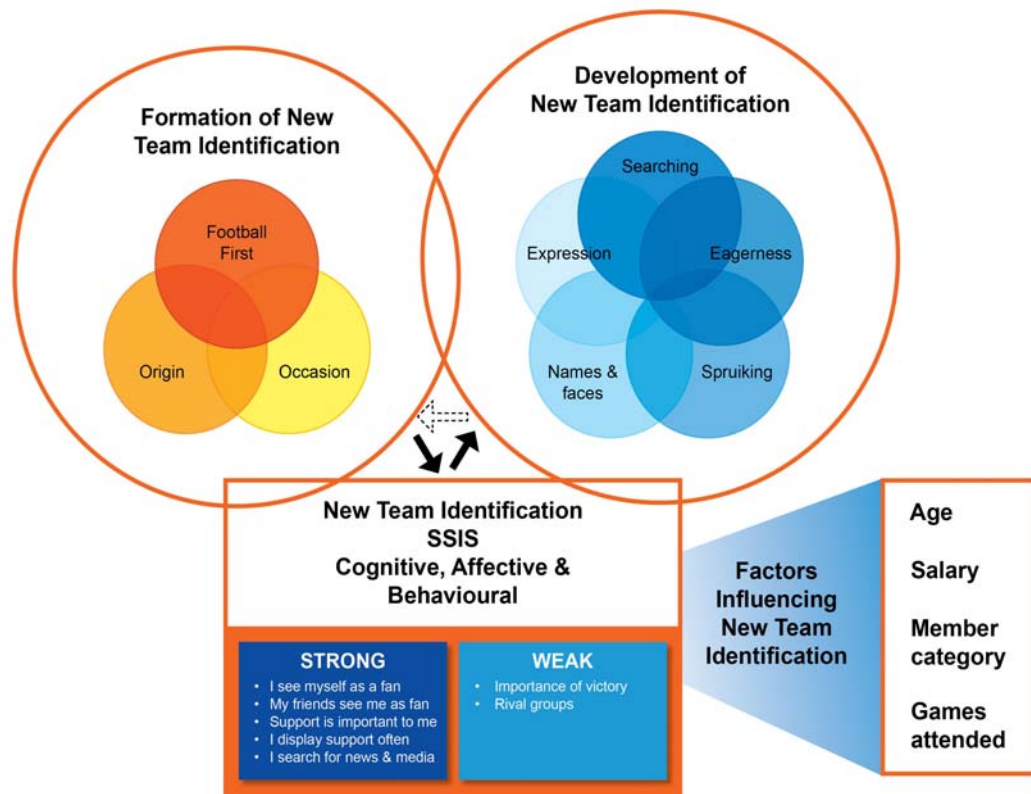 Formation of New
Team Identification
Football
First
Origin
Occasion
Development of
New Team Identification
Searching
Expression
Eagerness
Names &
faces
Spruiking
New Team Identification
SSIS
Cognitive, Affective &
Behavioural
STRONG
• I see myself as a fan
• My friends see me as fan
• Support is important to me
• I display support often
• I search for news & media
WEAK
• Importance of victory
• Rival groups
Factors
Influencing
New Team
Identification
Age
Salary
Member
category
Games
attended